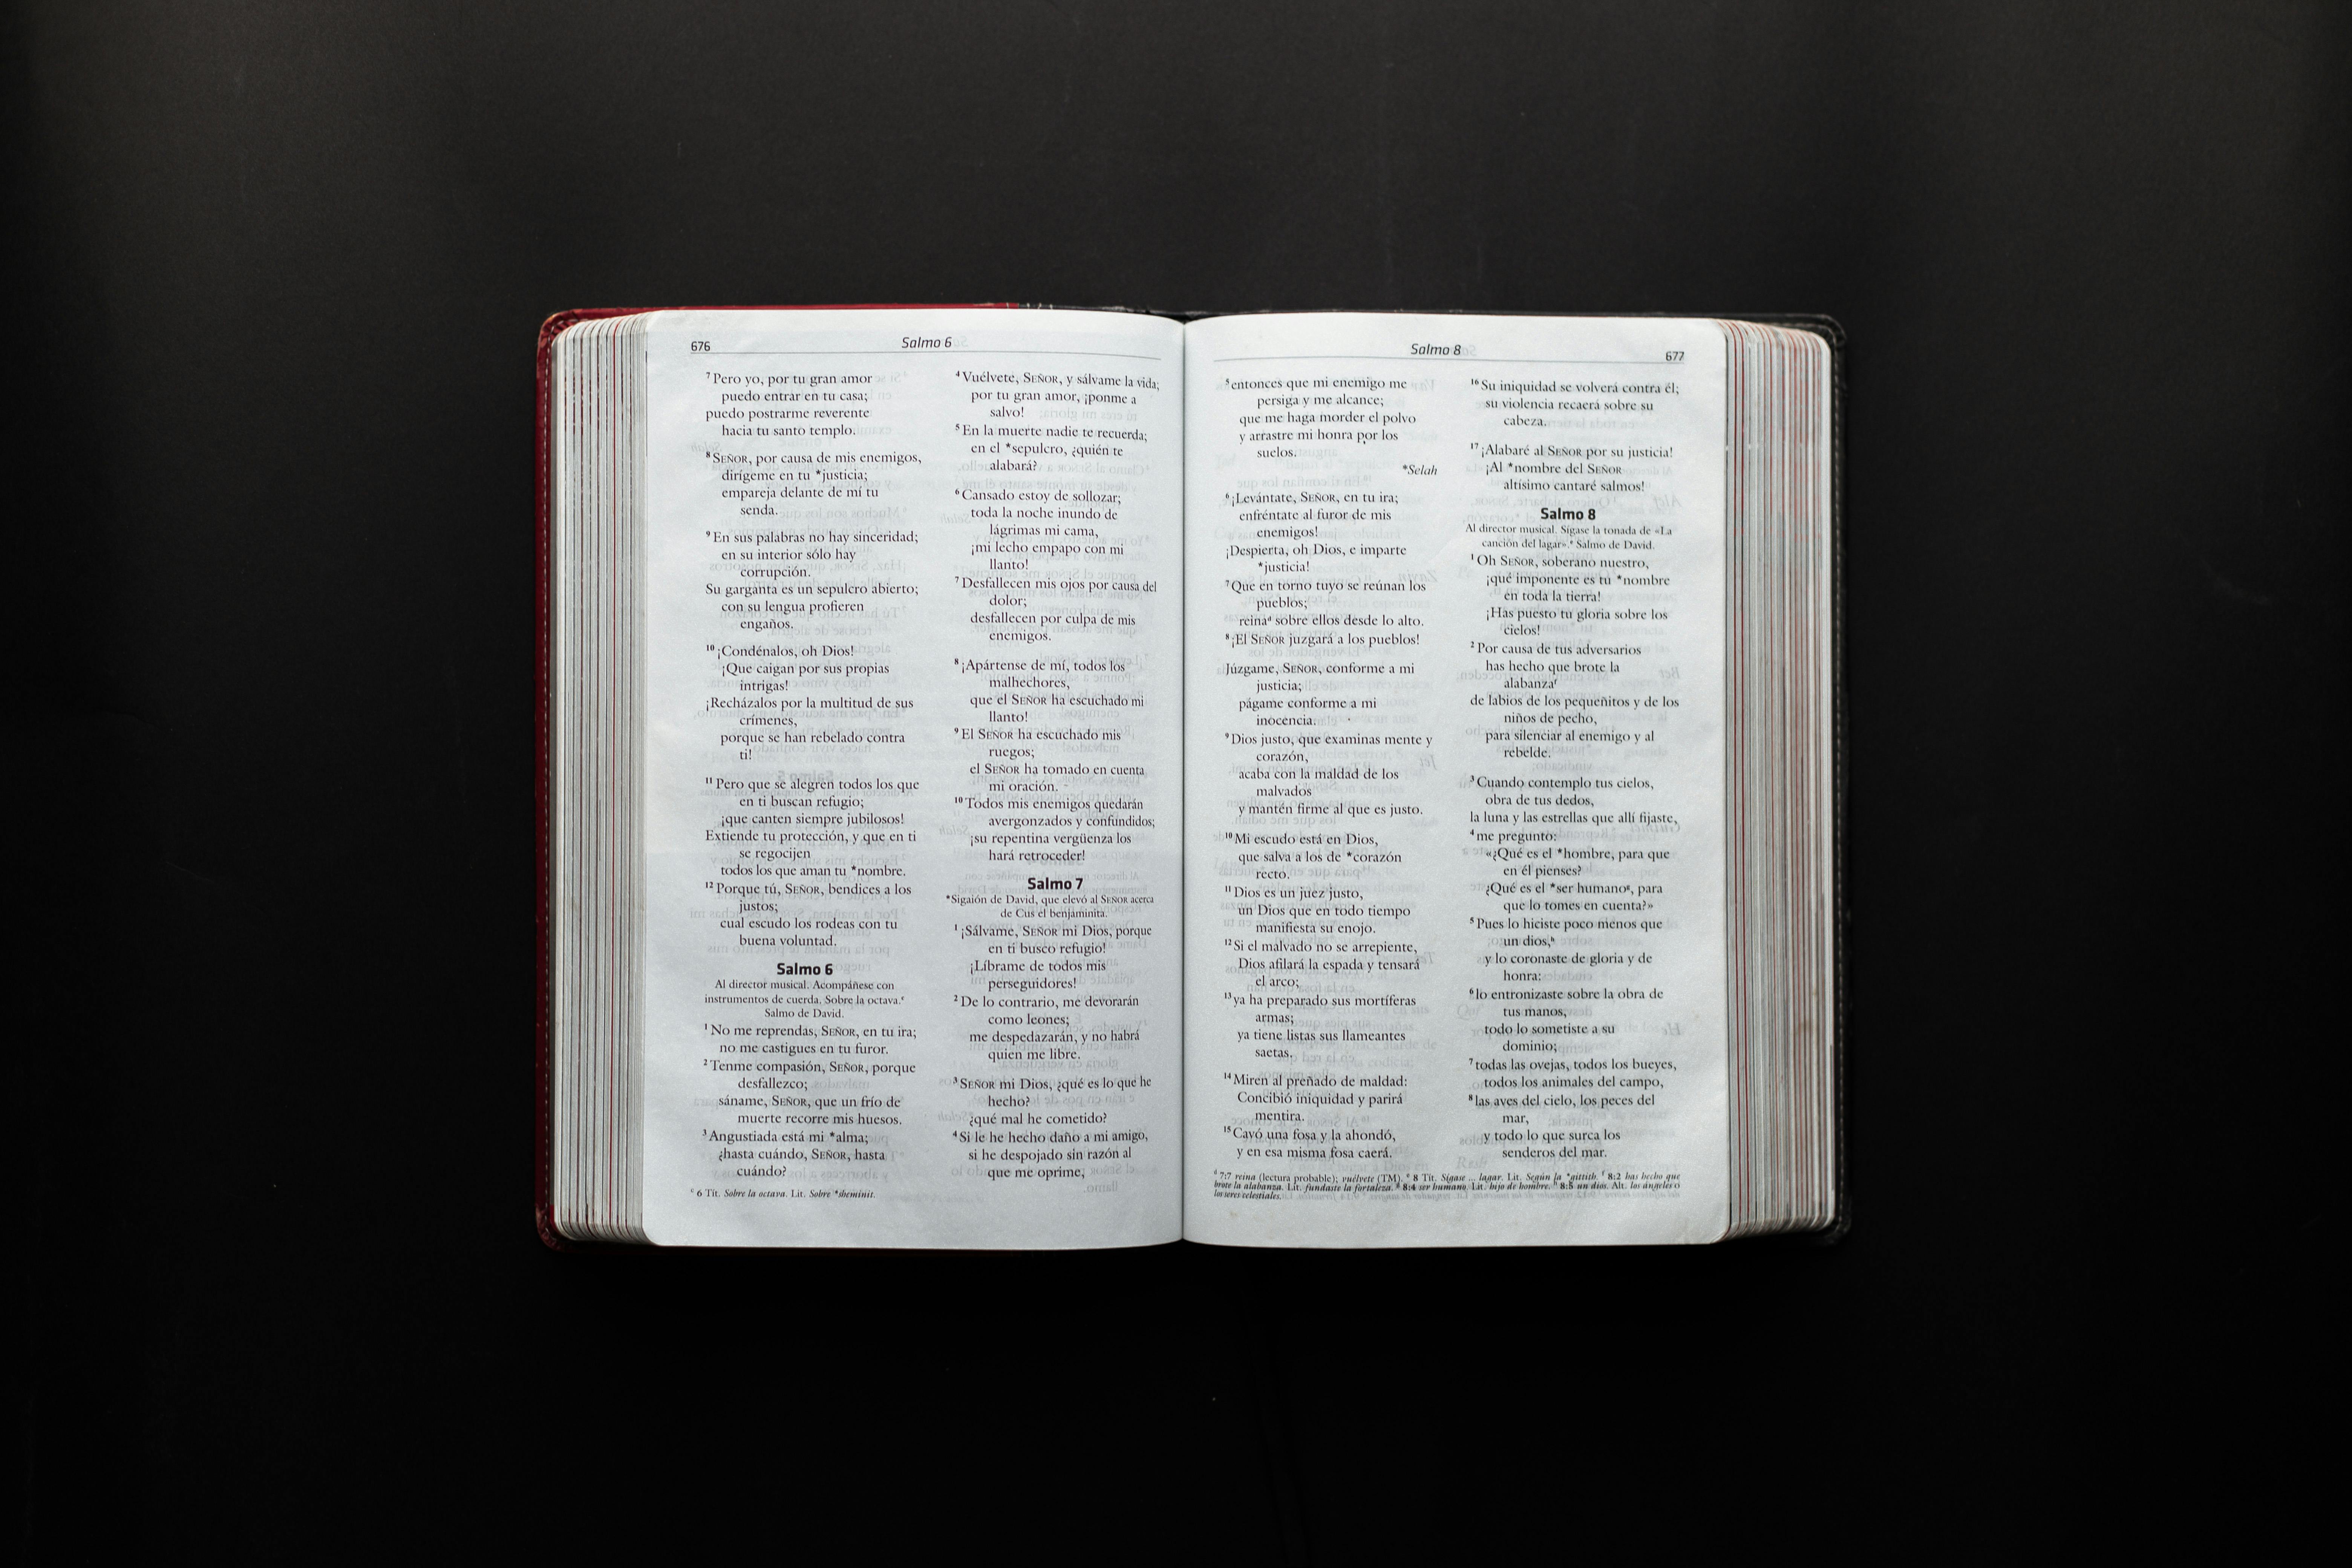 676
Salmo 6
⁷ Pero yo, por tu gran amor
puedo entrar en tu casa;
puedo postrarme reverente
hacia tu santo templo.
⁸ SEÑOR, por causa de mis enemigos,
dirígeme en tu *justicia;
empareja delante de mí tu
senda.
⁹ En sus palabras no hay sinceridad;
en su interior sólo hay
corrupción.
Su garganta es un sepulcro abierto;
con su lengua profieren
engaños.
¹⁰ ¡Condénalos, oh Dios!
¡Que caigan por sus propias
intrigas!
¡Recházalos por la multitud de sus
crímenes,
porque se han rebelado contra
ti!
¹¹ Pero que se alegren todos los que
en ti buscan refugio;
¡que canten siempre jubilosos!
Extiende tu protección, y que en ti
se regocijen
todos los que aman tu *nombre.
¹² Porque tú, SEÑOR, bendices a los
justos;
cual escudo los rodeas con tu
buena voluntad.
Salmo 6
Al director musical. Acompáñese con
instrumentos de cuerda. Sobre la octava.ᶜ
Salmo de David.
¹ No me reprendas, SEÑOR, en tu ira;
no me castigues en tu furor.
² Tenme compasión, SEÑOR, porque
desfallezco;
sáname, SEÑOR, que un frío de
muerte recorre mis huesos.
³ Angustiada está mi *alma;
¿hasta cuándo, SEÑOR, hasta
cuándo?
⁴ Vuélvete, SEÑOR, y sálvame la vida;
por tu gran amor, ¡ponme a
salvo!
⁵ En la muerte nadie te recuerda;
en el *sepulcro, ¿quién te
alabará?
⁶ Cansado estoy de sollozar;
toda la noche inundo de
lágrimas mi cama,
¡mi lecho empapo con mi
llanto!
⁷ Desfallecen mis ojos por causa del
dolor;
desfallecen por culpa de mis
enemigos.
⁸ ¡Apártense de mí, todos los
malhechores,
que el SEÑOR ha escuchado mi
llanto!
⁹ El SEÑOR ha escuchado mis
ruegos;
el SEÑOR ha tomado en cuenta
mi oración.
¹⁰ Todos mis enemigos quedarán
avergonzados y confundidos;
¡su repentina vergüenza los
hará retroceder!
Salmo 7
*Sigaión de David, que elevó al SEÑOR acerca
de Cus el benjaminita.
¹ ¡Sálvame, SEÑOR mi Dios, porque
en ti busco refugio!
¡Líbrame de todos mis
perseguidores!
² De lo contrario, me devorarán
como leones;
me despedazarán, y no habrá
quien me libre.
³ SEÑOR mi Dios, ¿qué es lo que he
hecho?
¿qué mal he cometido?
⁴ Si le he hecho daño a mi amigo,
si he despojado sin razón al
que me oprime,
ᶜ 6 Tít. Sobre la octava. Lit. Sobre *sheminit.
Salmo 8
677
⁵ entonces que mi enemigo me
persiga y me alcance;
que me haga morder el polvo
y arrastre mi honra por los
suelos.
*Selah
⁶ ¡Levántate, SEÑOR, en tu ira;
enfréntate al furor de mis
enemigos!
¡Despierta, oh Dios, e imparte
*justicia!
⁷ Que en torno tuyo se reúnan los
pueblos;
reinaᵈ sobre ellos desde lo alto.
⁸ ¡El SEÑOR juzgará a los pueblos!
Júzgame, SEÑOR, conforme a mi
justicia;
págame conforme a mi
inocencia.
⁹ Dios justo, que examinas mente y
corazón,
acaba con la maldad de los
malvados
y mantén firme al que es justo.
¹⁰ Mi escudo está en Dios,
que salva a los de *corazón
recto.
¹¹ Dios es un juez justo,
un Dios que en todo tiempo
manifiesta su enojo.
¹² Si el malvado no se arrepiente,
Dios afilará la espada y tensará
el arco;
¹³ ya ha preparado sus mortíferas
armas;
ya tiene listas sus llameantes
saetas.
¹⁴ Miren al preñado de maldad:
Concibió iniquidad y parirá
mentira.
¹⁵ Cavó una fosa y la ahondó,
y en esa misma fosa caerá.
¹⁶ Su iniquidad se volverá contra él;
su violencia recaerá sobre su
cabeza.
¹⁷ ¡Alabaré al SEÑOR por su justicia!
¡Al *nombre del SEÑOR
altísimo cantaré salmos!
Salmo 8
Al director musical. Sígase la tonada de «La
canción del lagar».ᵉ Salmo de David.
¹ Oh SEÑOR, soberano nuestro,
¡qué imponente es tu *nombre
en toda la tierra!
¡Has puesto tu gloria sobre los
cielos!
² Por causa de tus adversarios
has hecho que brote la
alabanzaᶠ
de labios de los pequeñitos y de los
niños de pecho,
para silenciar al enemigo y al
rebelde.
³ Cuando contemplo tus cielos,
obra de tus dedos,
la luna y las estrellas que allí fijaste,
⁴ me pregunto:
«¿Qué es el *hombre, para que
en él pienses?
¿Qué es el *ser humanoᵍ, para
que lo tomes en cuenta?»
⁵ Pues lo hiciste poco menos que
un dios,ʰ
y lo coronaste de gloria y de
honra:
⁶ lo entronizaste sobre la obra de
tus manos,
todo lo sometiste a su
dominio;
⁷ todas las ovejas, todos los bueyes,
todos los animales del campo,
⁸ las aves del cielo, los peces del
mar,
y todo lo que surca los
senderos del mar.
ᵈ 7:7 reina (lectura probable); vuélvete (TM). ᵉ 8 Tít. Sígase ... lagar. Lit. Según la *gittith. ᶠ 8:2 has hecho que
brote la alabanza. Lit. fundaste la fortaleza. ᵍ 8:4 ser humano. Lit. hijo de hombre. ʰ 8:5 un dios. Alt. los ángeles o
los seres celestiales.